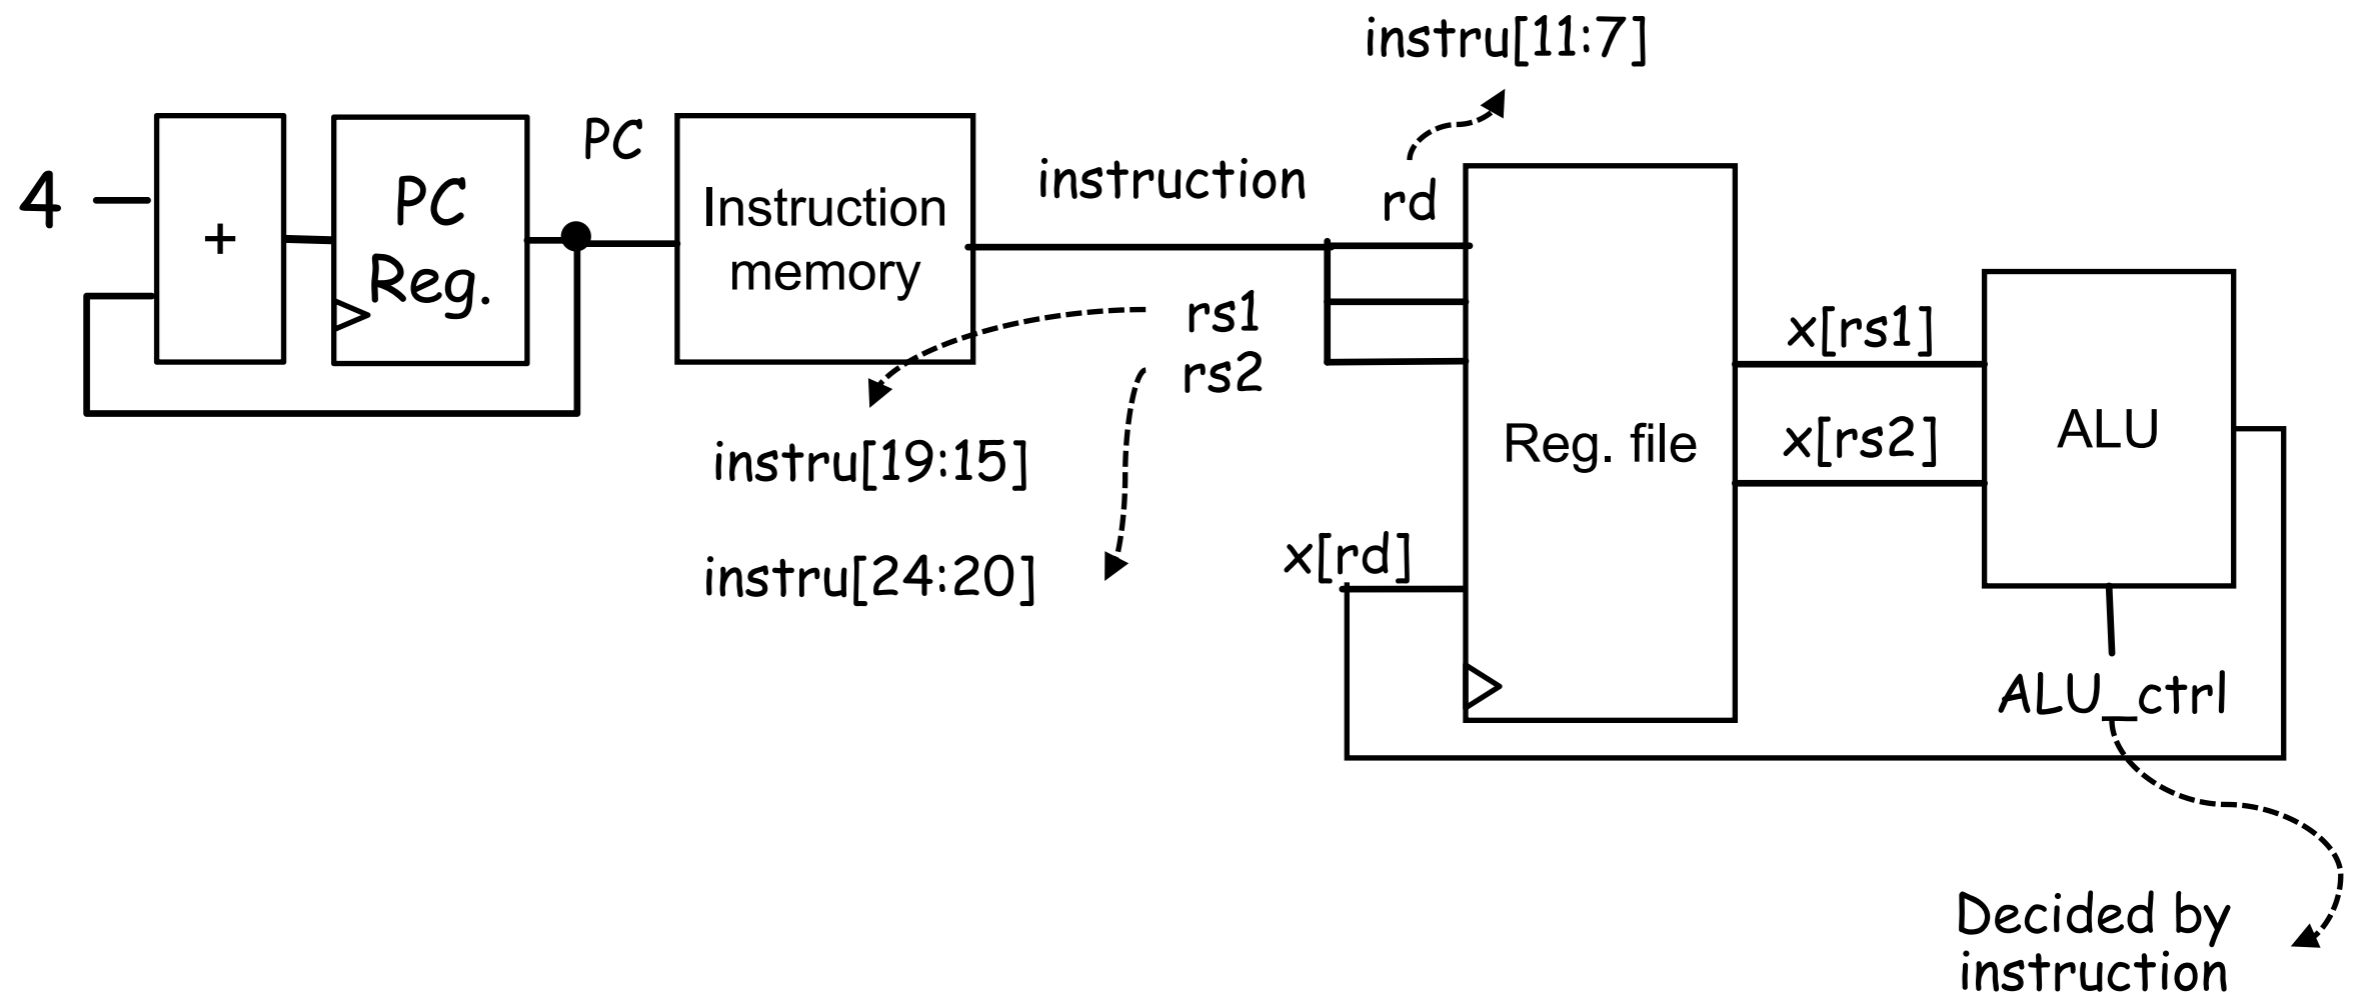 instru[11:7]
4
+
PC
Reg.
PC
Instruction
memory
instruction
rd
rs1
rs2
instru[19:15]
instru[24:20]
x[rd]
Reg. file
x[rs1]
x[rs2]
ALU
ALU_ctrl
Decided by
instruction